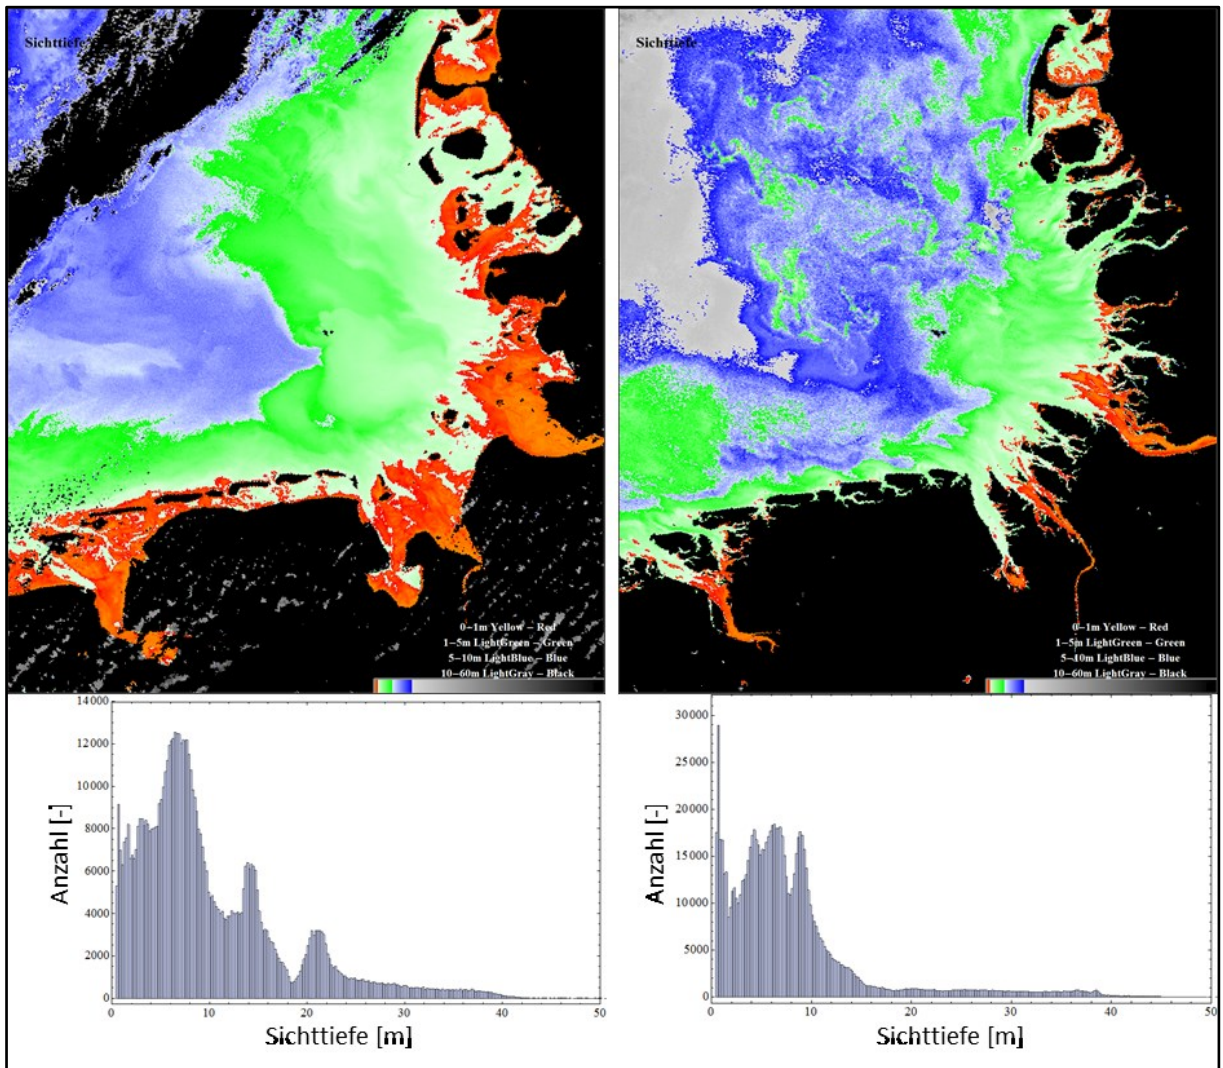 Sichttiefe
0–1m Yellow – Red
1–5m LightGreen – Green
5–10m LightBlue – Blue
10–60m LightGray – Black
Sichttiefe
0–1m Yellow – Red
1–5m LightGreen – Green
5–10m LightBlue – Blue
10–60m LightGray – Black
14000
12000
10000
8000
6000
4000
2000
0
Anzahl [-]
0 10 20 30 40 50
Sichttiefe [m]
30000
25000
20000
15000
10000
5000
0
Anzahl [-]
0 10 20 30 40 50
Sichttiefe [m]